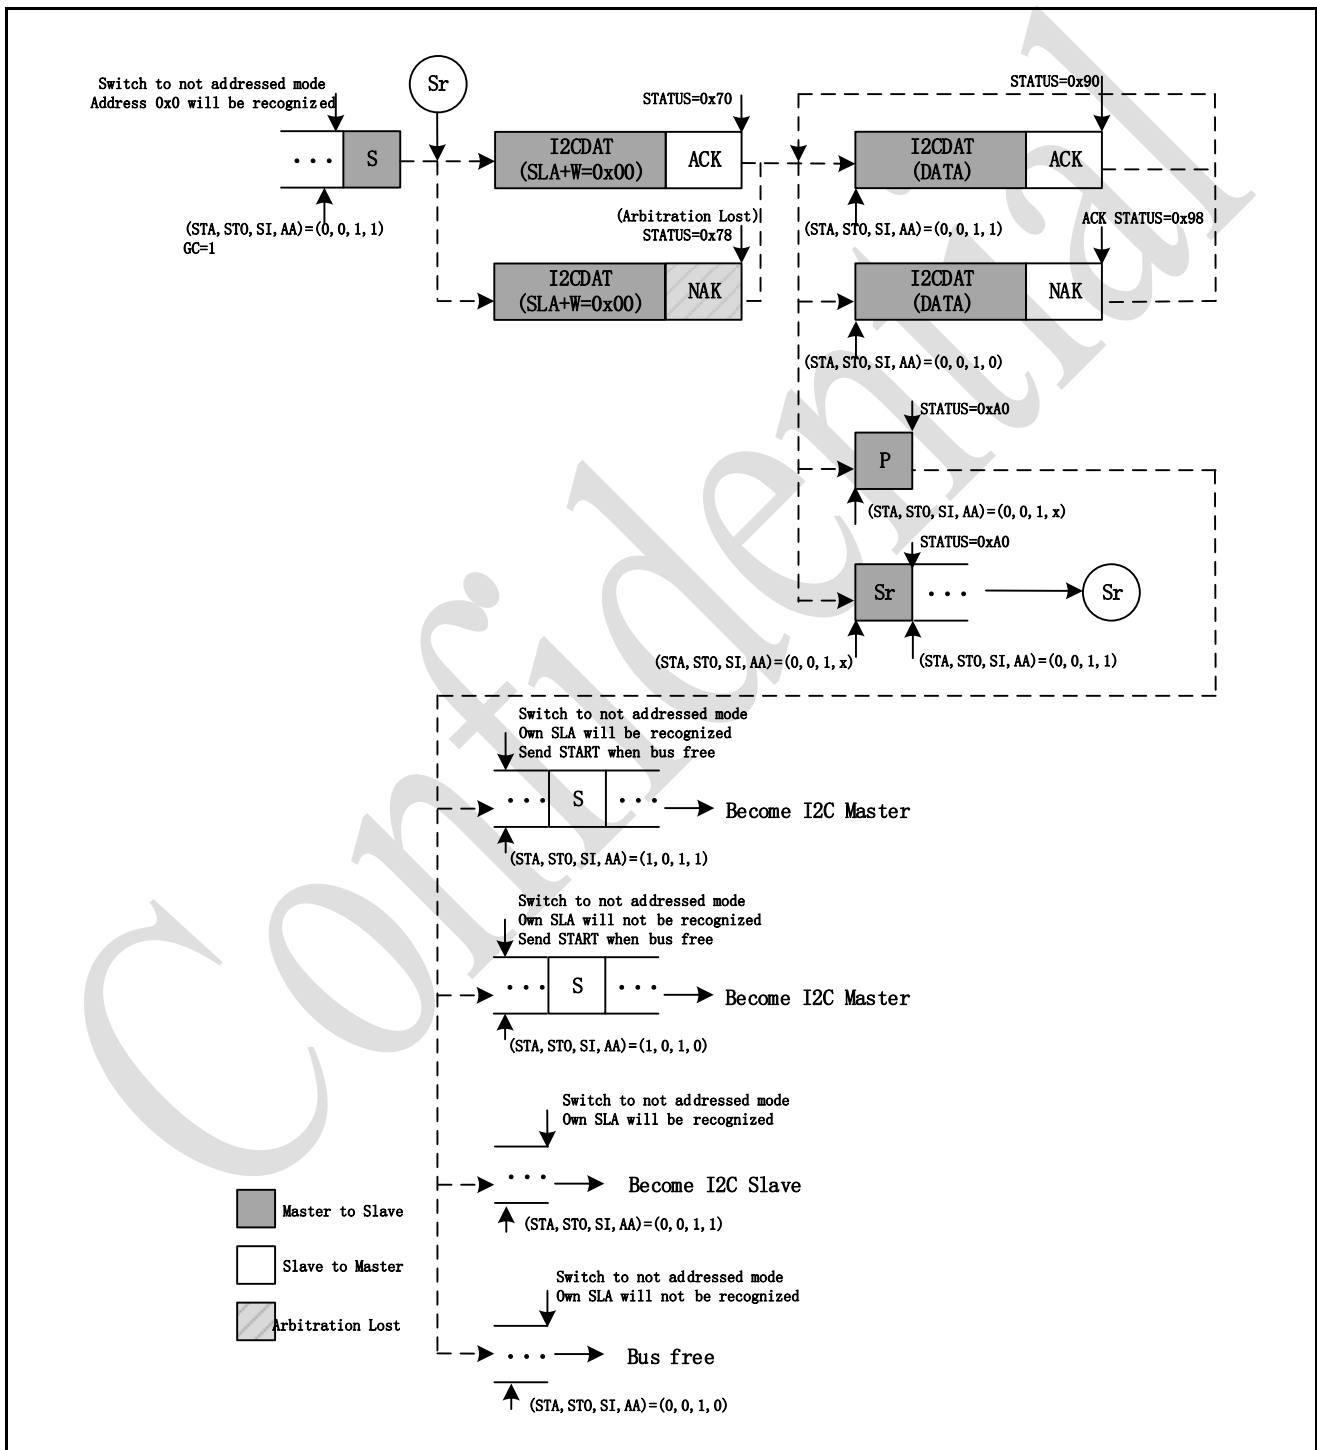 Switch to not addressed mode
Address 0x0 will be recognized
Sr
STATUS=0x70
STATUS=0x90
... S
I2CDAT
(SLA+W=0x00)
ACK
I2CDAT
(DATA)
ACK
(STA, STO, SI, AA)=(0, 0, 1, 1)
GC=1
(Arbitration Lost)
STATUS=0x78
(STA, STO, SI, AA)=(0, 0, 1, 1)
ACK STATUS=0x98
I2CDAT
(SLA+W=0x00)
NAK
I2CDAT
(DATA)
NAK
(STA, STO, SI, AA)=(0, 0, 1, 0)
STATUS=0xA0
P
(STA, STO, SI, AA)=(0, 0, 1, x)
STATUS=0xA0
Sr ... Sr
(STA, STO, SI, AA)=(0, 0, 1, x)
(STA, STO, SI, AA)=(0, 0, 1, 1)
Switch to not addressed mode
Own SLA will be recognized
Send START when bus free
... S ... Become I2C Master
(STA, STO, SI, AA)=(1, 0, 1, 1)
Switch to not addressed mode
Own SLA will not be recognized
Send START when bus free
... S ... Become I2C Master
(STA, STO, SI, AA)=(1, 0, 1, 0)
Switch to not addressed mode
Own SLA will be recognized
... Become I2C Slave
(STA, STO, SI, AA)=(0, 0, 1, 1)
Switch to not addressed mode
Own SLA will not be recognized
... Bus free
(STA, STO, SI, AA)=(0, 0, 1, 0)
Master to Slave
Slave to Master
Arbitration Lost
Confidential